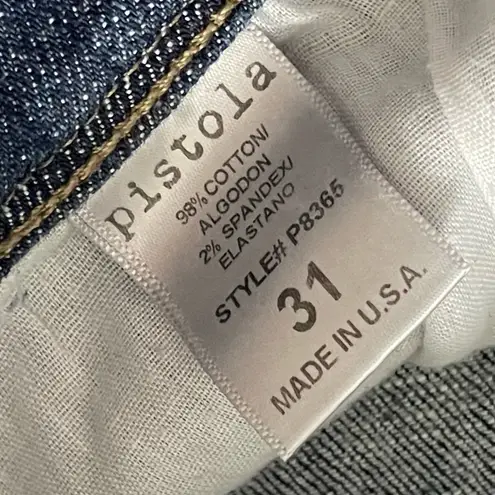 pistola
98% COTTON/
ALGODON
2% SPANDEX/
ELASTANO
STYLE# P8365
31
MADE IN U.S.A.